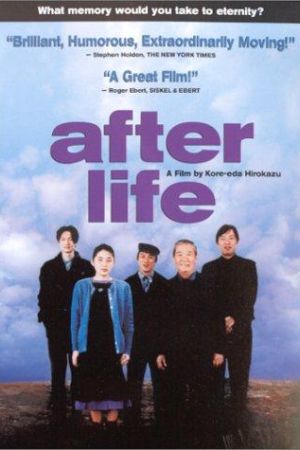 What memory would you take to eternity?
"Brilliant, Humorous, Extraordinarily Moving!"
— Stephen Holden, THE NEW YORK TIMES
"A Great Film!"
— Roger Ebert, SISKEL & EBERT
after
A Film by Kore-eda Hirokazu
life